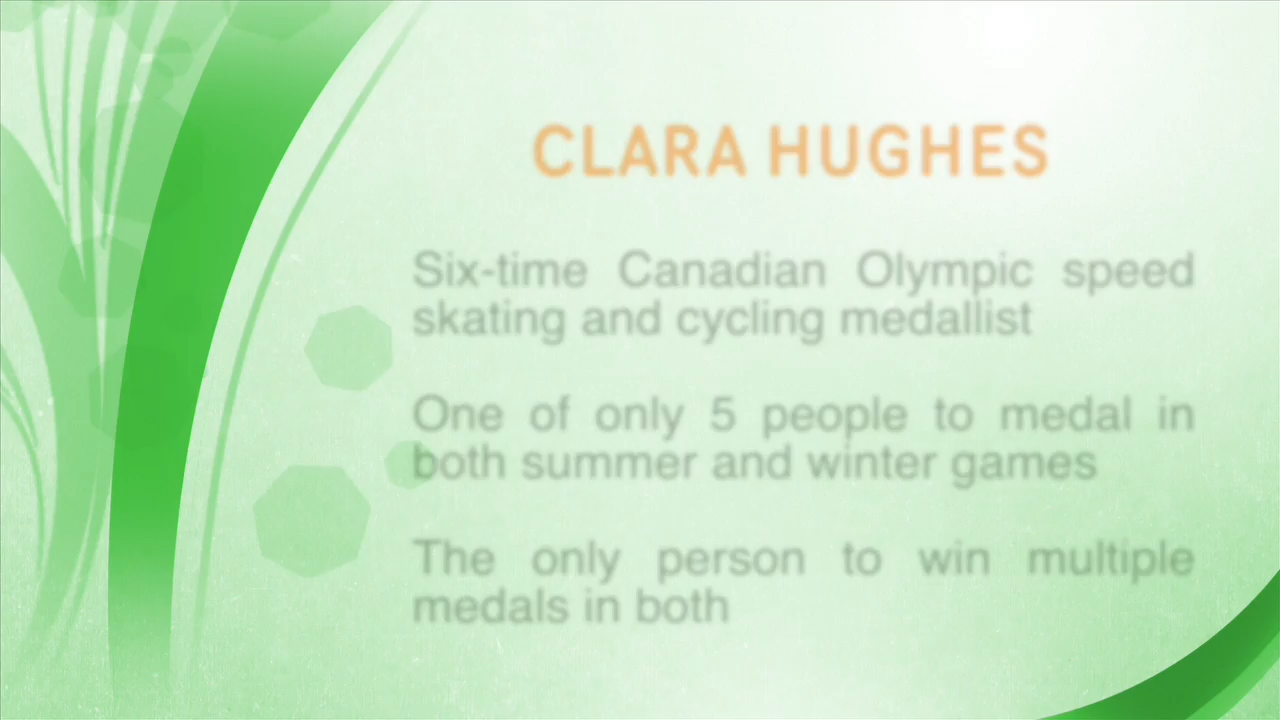 CLARA HUGHES
Six-time Canadian Olympic speed
skating and cycling medallist
One of only 5 people to medal in
both summer and winter games
The only person to win multiple
medals in both